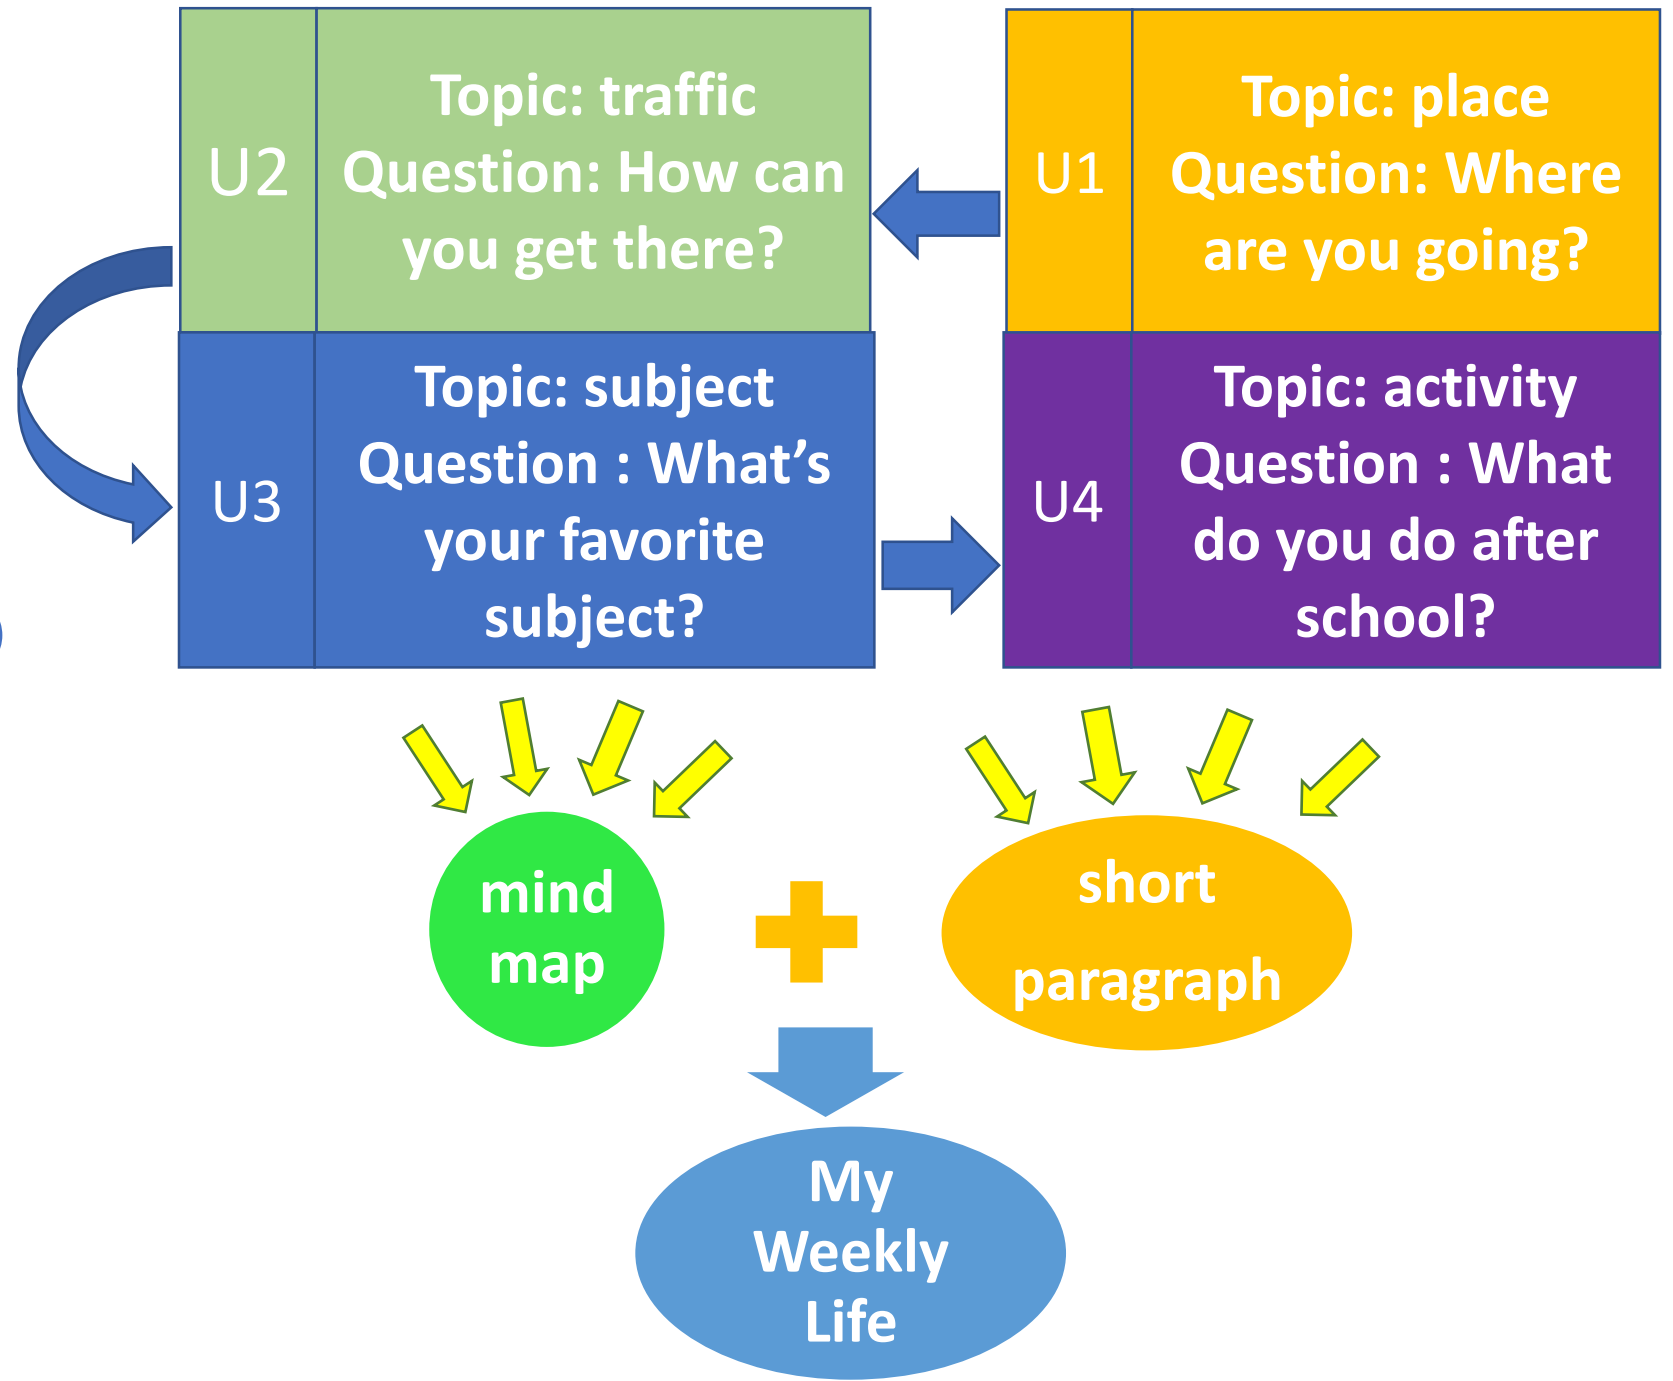 U2
Topic: traffic
Question: How can
you get there?
U1
Topic: place
Question: Where
are you going?
U3
Topic: subject
Question : What’s
your favorite
subject?
U4
Topic: activity
Question : What
do you do after
school?
mind
map
short
paragraph
My
Weekly
Life